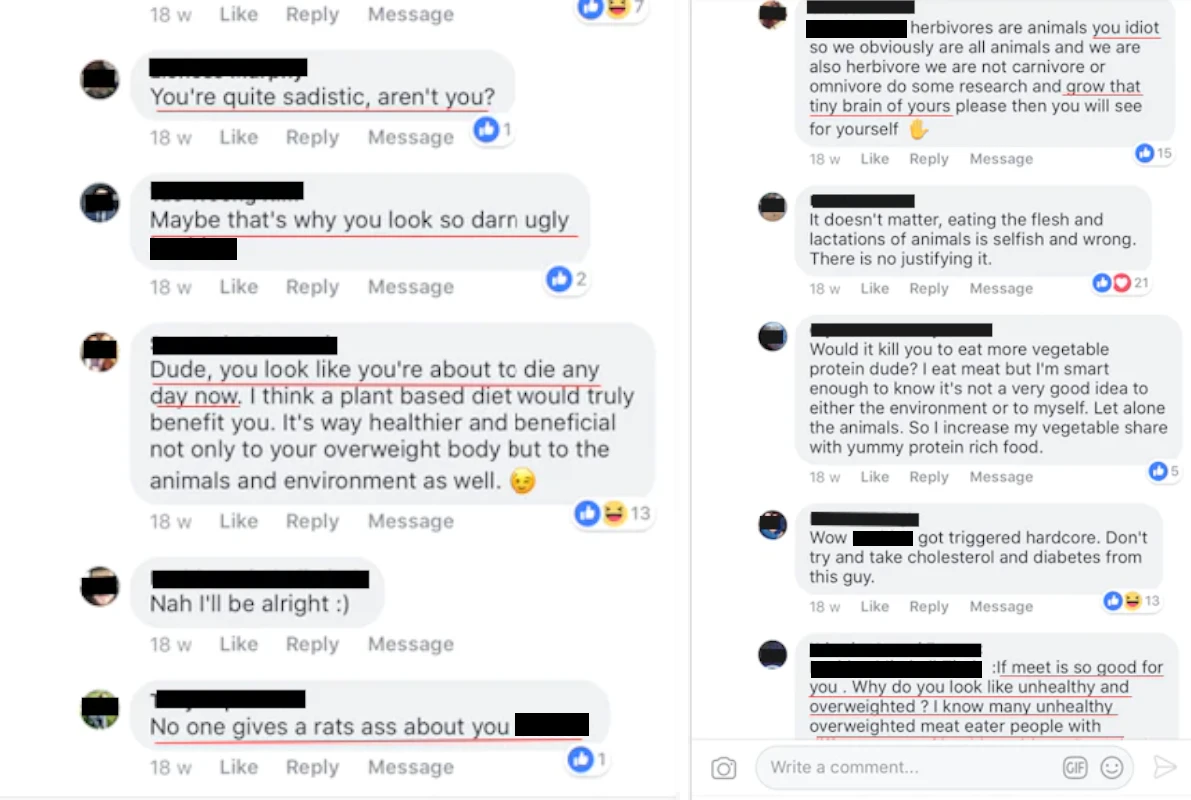 18 w Like Reply Message 7
You're quite sadistic, aren't you?
18 w Like Reply Message 1
Maybe that's why you look so darn ugly
18 w Like Reply Message 2
Dude, you look like you're about to die any
day now. I think a plant based diet would truly
benefit you. It's way healthier and beneficial
not only to your overweight body but to the
animals and environment as well. 😉
18 w Like Reply Message 13
Nah I'll be alright :)
18 w Like Reply Message
No one gives a rats ass about you
18 w Like Reply Message 1
herbivores are animals you idiot
so we obviously are all animals and we are
also herbivore we are not carnivore or
omnivore do some research and grow that
tiny brain of yours please then you will see
for yourself ✋
18 w Like Reply Message 15
It doesn't matter, eating the flesh and
lactations of animals is selfish and wrong.
There is no justifying it.
18 w Like Reply Message 21
Would it kill you to eat more vegetable
protein dude? I eat meat but I'm smart
enough to know it's not a very good idea to
either the environment or to myself. Let alone
the animals. So I increase my vegetable share
with yummy protein rich food.
18 w Like Reply Message 5
Wow got triggered hardcore. Don't
try and take cholesterol and diabetes from
this guy.
18 w Like Reply Message 13
:If meet is so good for
you . Why do you look like unhealthy and
overweighted ? I know many unhealthy
overweighted meat eater people with
Write a comment...
GIF